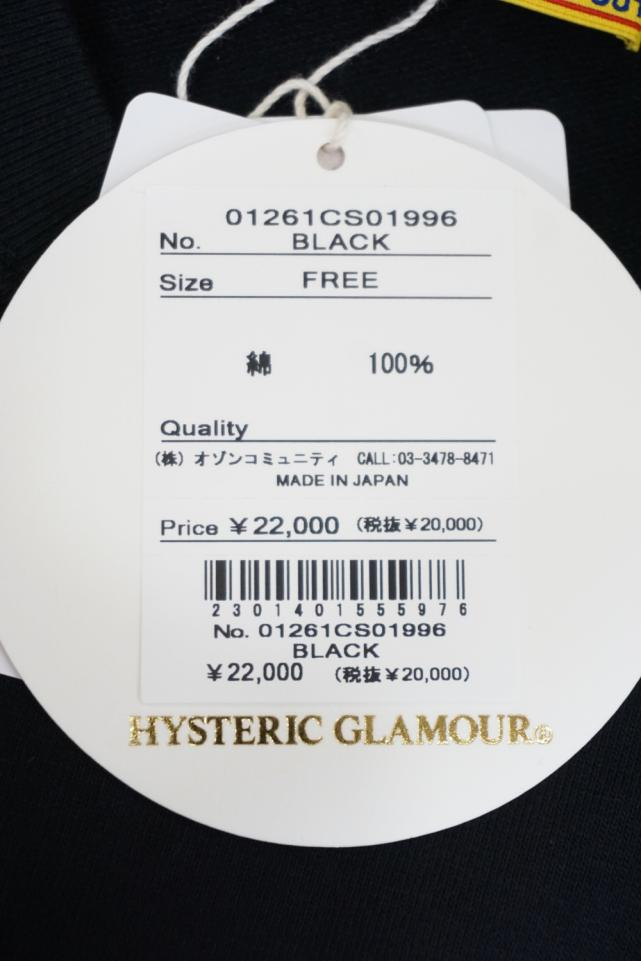 01261CS01996
No. BLACK
Size FREE
綿 100%
Quality
(株) オゾンコミュニティ CALL:03-3478-8471
MADE IN JAPAN
Price ¥22,000 (税抜¥20,000)
2301401555976
No. 01261CS01996
BLACK
¥22,000 (税抜¥20,000)
HYSTERIC GLAMOUR®